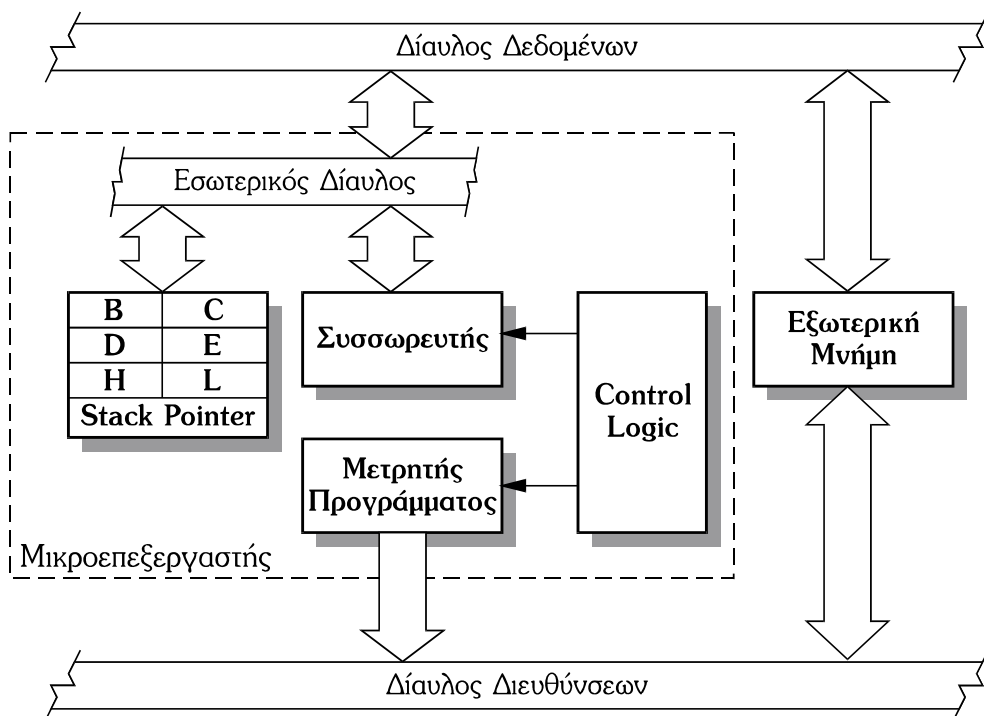 Δίαυλος Δεδομένων
Εσωτερικός Δίαυλος
B C
D E
H L
Stack Pointer
Συσσωρευτής
Control
Logic
Εξωτερική
Μνήμη
Μετρητής
Προγράμματος
Μικροεπεξεργαστής
Δίαυλος Διευθύνσεων